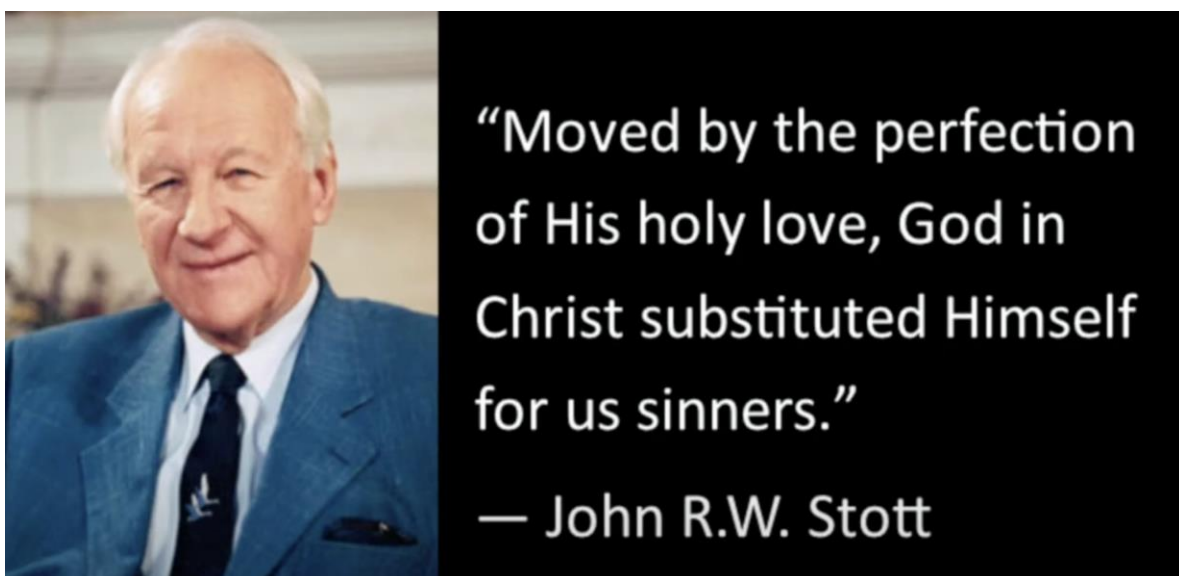 “Moved by the perfection
of His holy love, God in
Christ substituted Himself
for us sinners.”
— John R.W. Stott